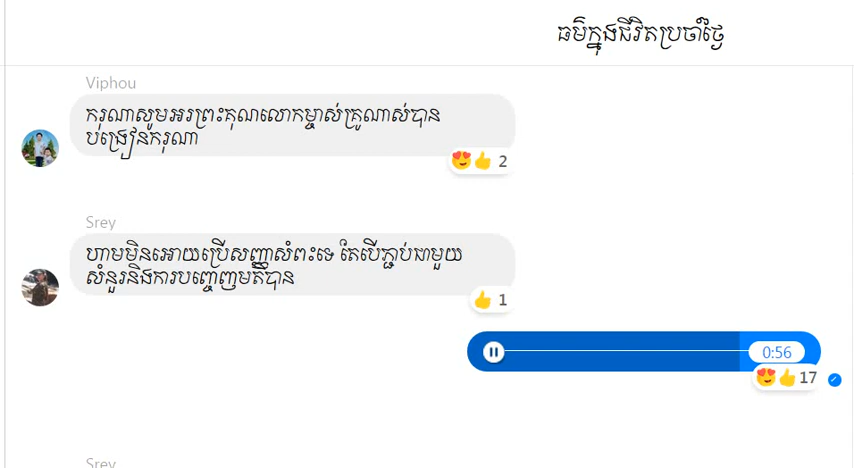 ធម៌ក្នុងជីវិតប្រចាំថ្ងៃ
Viphou
ករណាសូមអរព្រះគុណលោកម្ចាស់គ្រូណាស់បាន
បង្រៀនករុណា
2
Srey
ហាមមិនអោយប្រើសញ្ញាសំពះទេ តែបើភ្ជាប់ជាមួយ
សំនួរនិងការបញ្ចេញមតិបាន
1
0:56
17
Srey